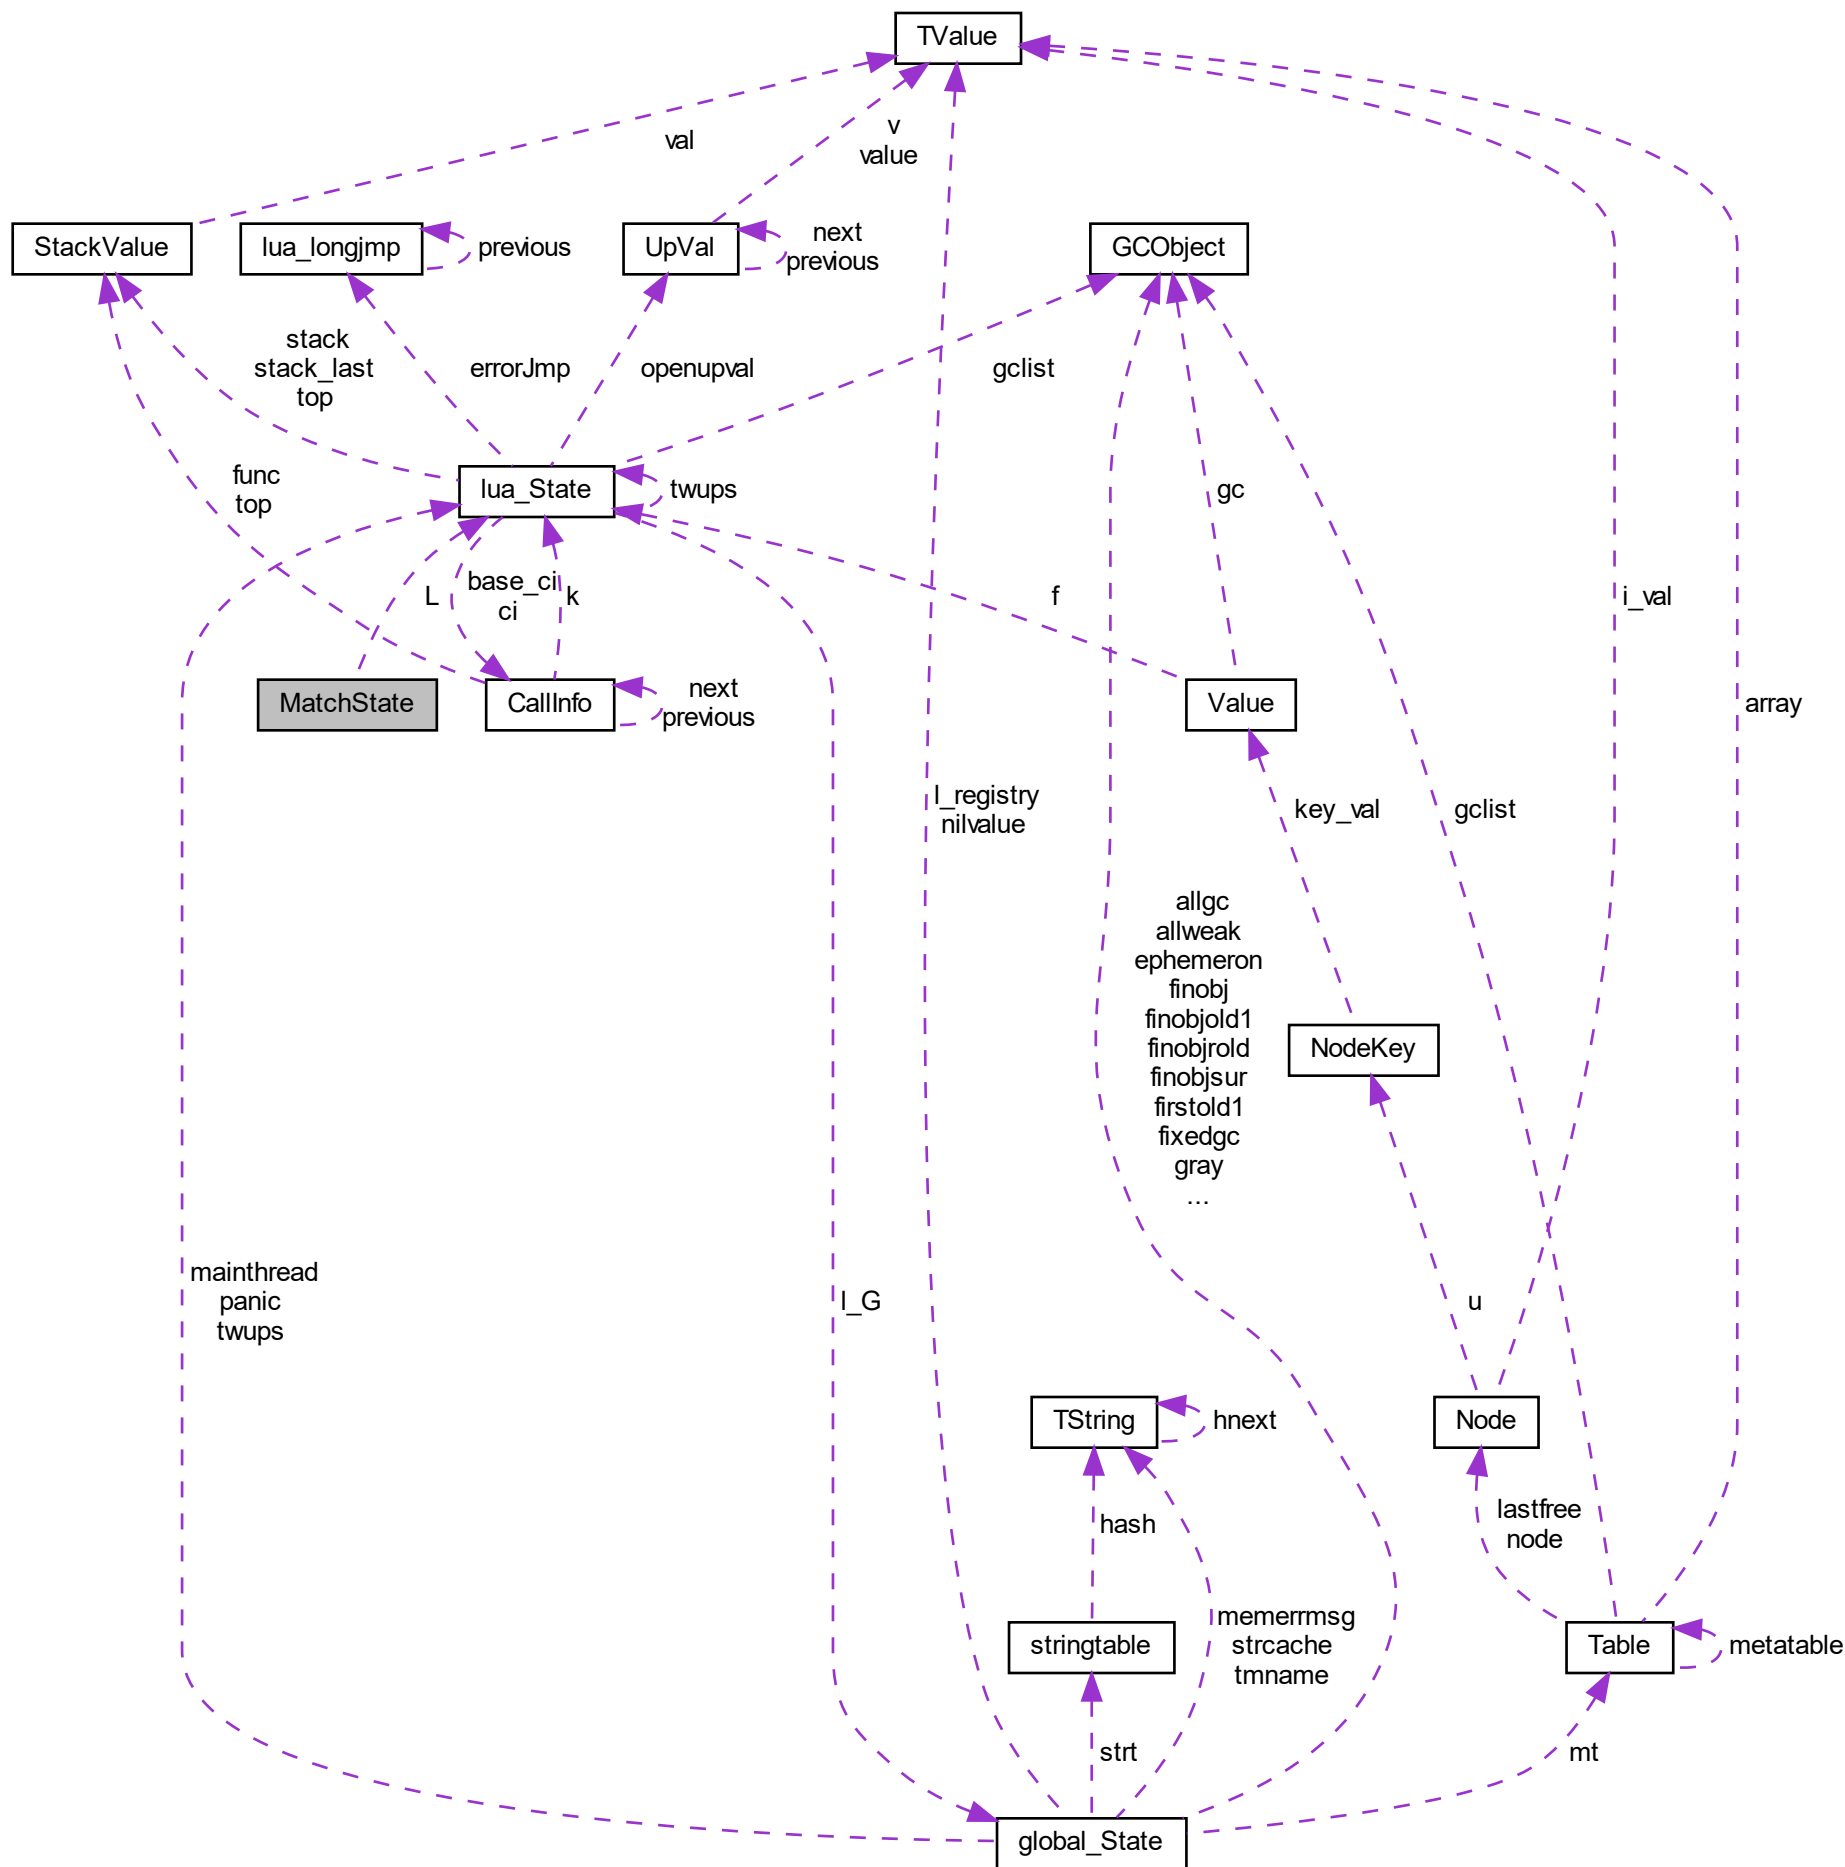 TValue
v
value
val
StackValue
lua_longjmp
previous
UpVal
next
previous
GCObject
stack
stack_last
top
errorJmp
openupval
gclist
func
top
lua_State
twups
gc
L
base_ci
ci
k
f
i_val
MatchState
CallInfo
next
previous
Value
array
l_registry
nilvalue
key_val
gclist
allgc
allweak
ephemeron
finobj
finobjold1
finobjrold
finobjsur
firstold1
fixedgc
gray
...
NodeKey
mainthread
panic
twups
l_G
u
TString
hnext
Node
hash
lastfree
node
stringtable
memerrmsg
strcache
tmname
Table
metatable
strt
mt
global_State